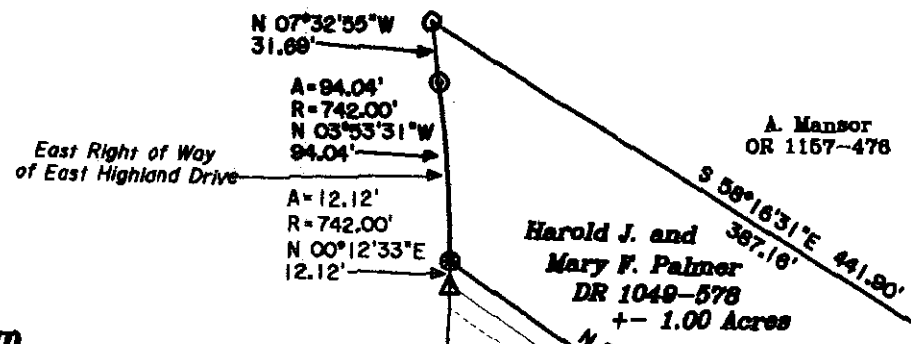 N 07°32'55"W
31.69'
A=94.04'
R=742.00'
N 03°53'31"W
94.04'
East Right of Way
of East Highland Drive
A=12.12'
R=742.00'
N 00°12'33"E
12.12'
A. Mansor
OR 1157-476
S 58°16'31"E 441.90'
387.16'
Harold J. and
Mary F. Palmer
DR 1049-578
+- 1.00 Acres